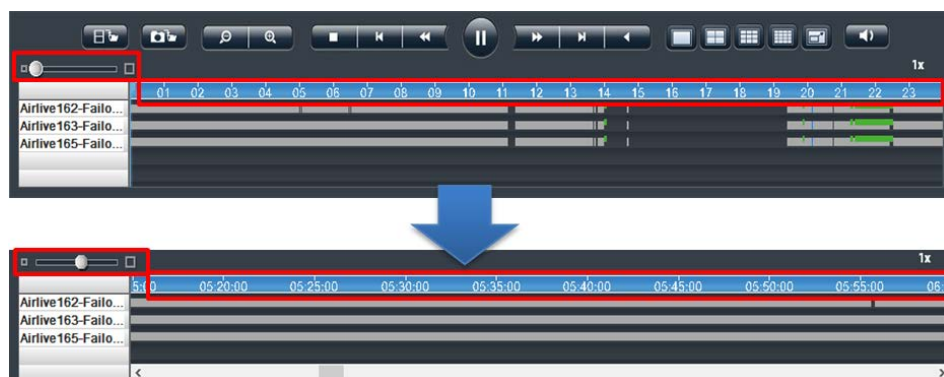 1x
01 02 03 04 05 06 07 08 09 10 11 12 13 14 15 16 17 18 19 20 21 22 23
Airlive162-Failo...
Airlive163-Failo...
Airlive165-Failo...
1x
5:00 05:20:00 05:25:00 05:30:00 05:35:00 05:40:00 05:45:00 05:50:00 05:55:00 06:
Airlive162-Failo...
Airlive163-Failo...
Airlive165-Failo...